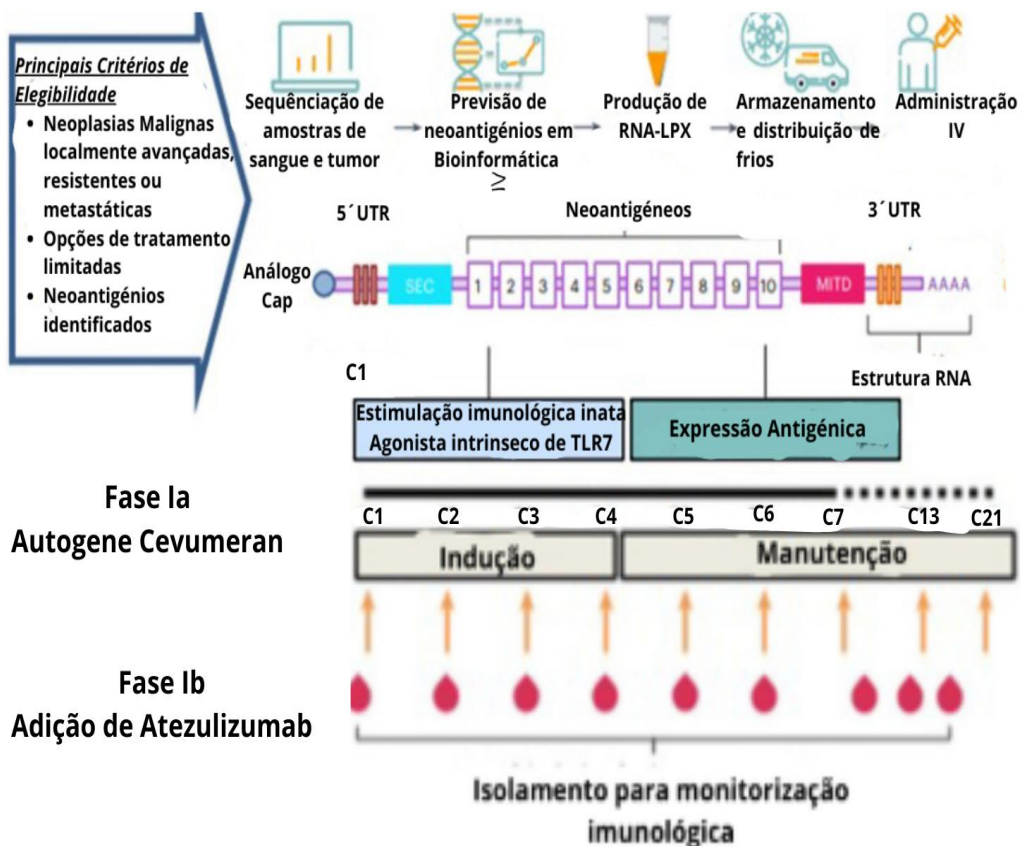 Principais Critérios de
Elegibilidade
• Neoplasias Malignas
localmente avançadas,
resistentes ou
metastáticas
• Opções de tratamento
limitadas
• Neoantigénios
identificados
Sequênciação de
amostras de
sangue e tumor
Previsão de
neoantigénios em
Bioinformática
≥
Produção de
RNA-LPX
Armazenamento
e distribuição de
frios
Administração
IV
5´UTR
Neoantigéneos
3´UTR
Análogo
Cap
SEC
1 2 3 4 5 6 7 8 9 10
MITD
AAAA
Estrutura RNA
C1
Estimulação imunológica inata
Agonista intrinseco de TLR7
Expressão Antigénica
Fase Ia
Autogene Cevumeran
C1 C2 C3 C4 C5 C6 C7 C13 C21
Indução
Manutenção
Fase Ib
Adição de Atezulizumab
Isolamento para monitorização
imunológica